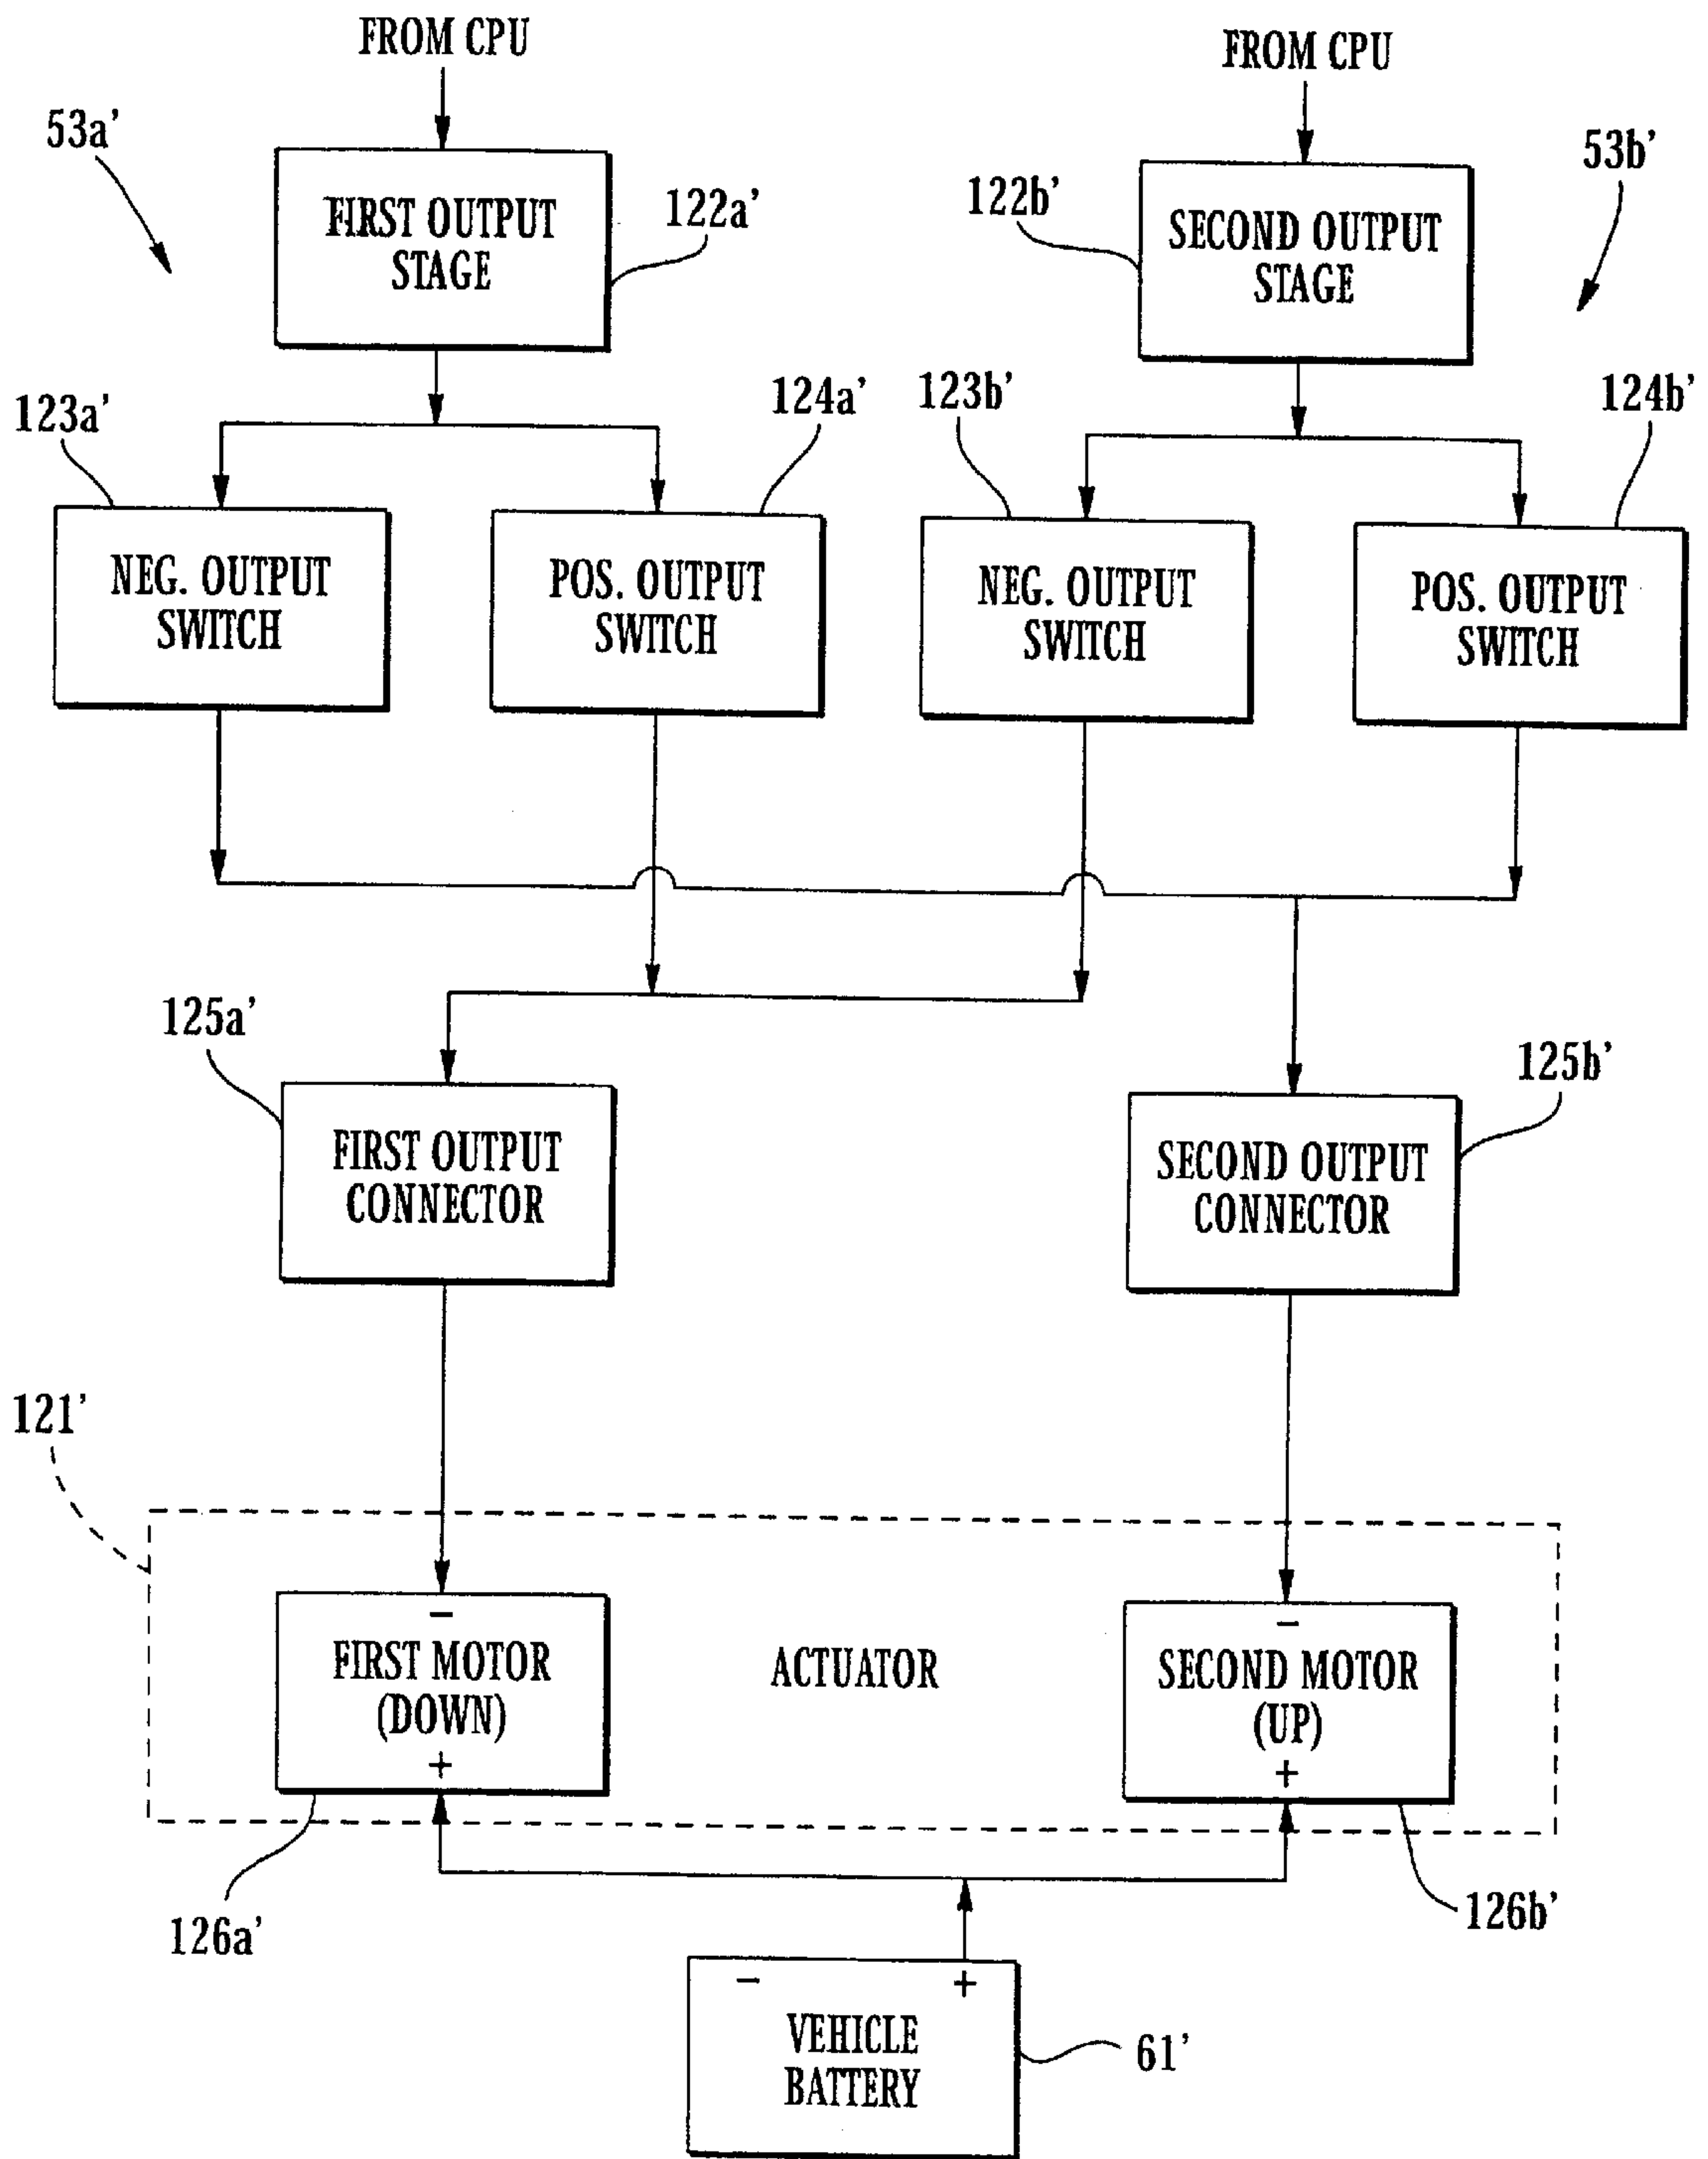 FROM CPU
FROM CPU
53a’
53b’
FIRST OUTPUT
STAGE
122a’
122b’
SECOND OUTPUT
STAGE
123a’
124a’
123b’
124b’
NEG. OUTPUT
SWITCH
POS. OUTPUT
SWITCH
NEG. OUTPUT
SWITCH
POS. OUTPUT
SWITCH
125a’
125b’
FIRST OUTPUT
CONNECTOR
SECOND OUTPUT
CONNECTOR
121’
−
FIRST MOTOR
(DOWN)
+
ACTUATOR
−
SECOND MOTOR
(UP)
+
126a’
126b’
− +
VEHICLE
BATTERY
61’